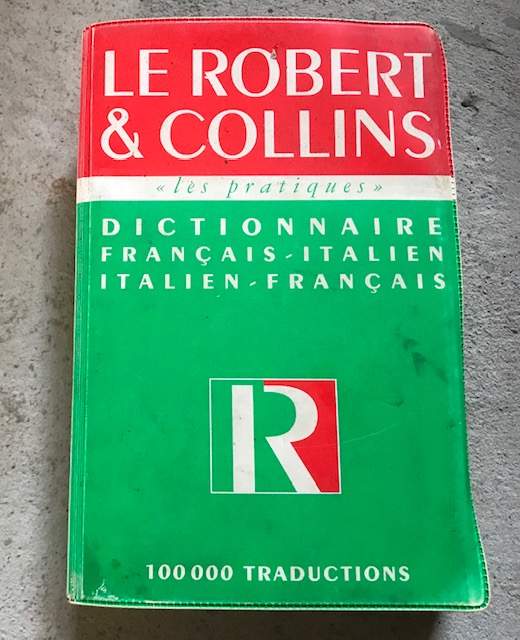 LE ROBERT
& COLLINS
« les pratiques »
DICTIONNAIRE
FRANÇAIS-ITALIEN
ITALIEN-FRANÇAIS
R
100 000 TRADUCTIONS